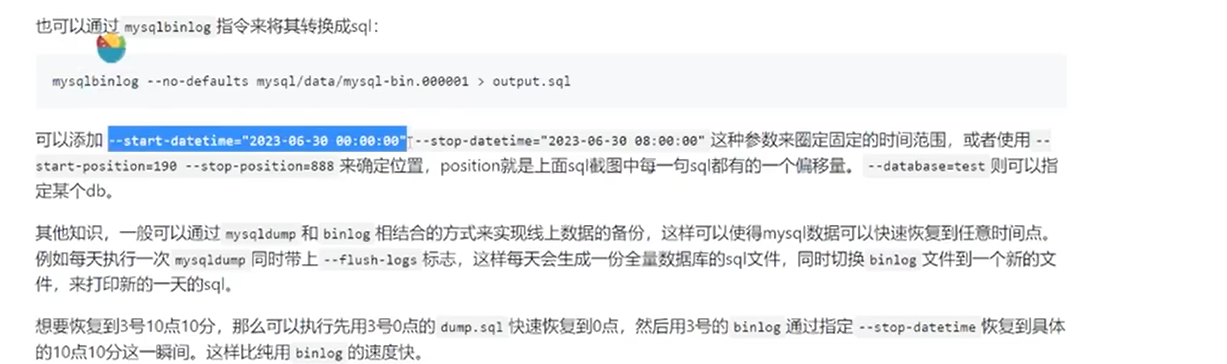 也可以通过 mysqlbinlog 指令来将其转换成sql：
mysqlbinlog --no-defaults mysql/data/mysql-bin.000001 > output.sql
可以添加 --start-datetime="2023-06-30 00:00:00" --stop-datetime="2023-06-30 08:00:00" 这种参数来圈定固定的时间范围，或者使用 --
start-position=190 --stop-position=888 来确定位置，position就是上面sql截图中每一句sql都有的一个偏移量。 --database=test 则可以指
定某个db。
其他知识，一般可以通过 mysqldump 和 binlog 相结合的方式来实现线上数据的备份，这样可以使得mysql数据可以快速恢复到任意时间点。
例如每天执行一次 mysqldump 同时带上 --flush-logs 标志，这样每天会生成一份全量数据库的sql文件，同时切换 binlog 文件到一个新的文
件，来打印新的一天的sql。
想要恢复到3号10点10分，那么可以执行先用3号0点的 dump.sql 快速恢复到0点，然后用3号的 binlog 通过指定 --stop-datetime 恢复到具体
的10点10分这一瞬间。这样比纯用 binlog 的速度快。